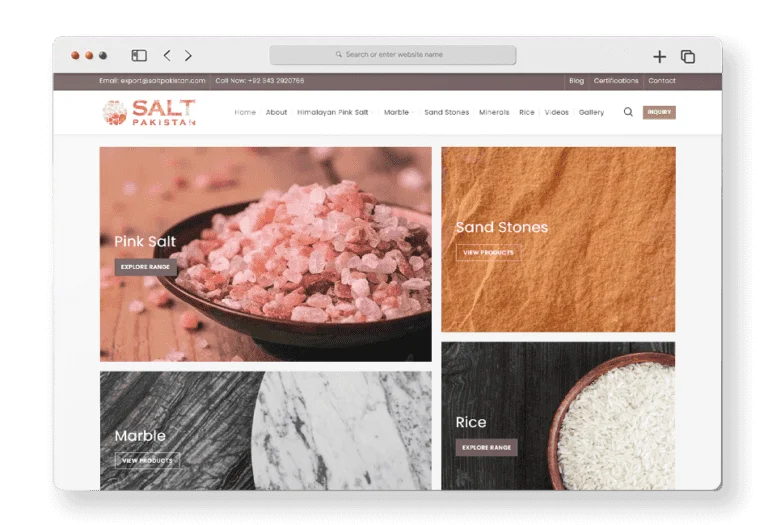 Search or enter website name
Email: export@saltpakistan.com Call Now: +92 543 2920766 Blog Certifications Contact
SALT
PAKISTAN
Home About Himalayan Pink Salt Marble Sand Stones Minerals Rice Videos Gallery INQUIRY
Pink Salt
EXPLORE RANGE
Sand Stones
VIEW PRODUCTS
Marble
VIEW PRODUCTS
Rice
EXPLORE RANGE